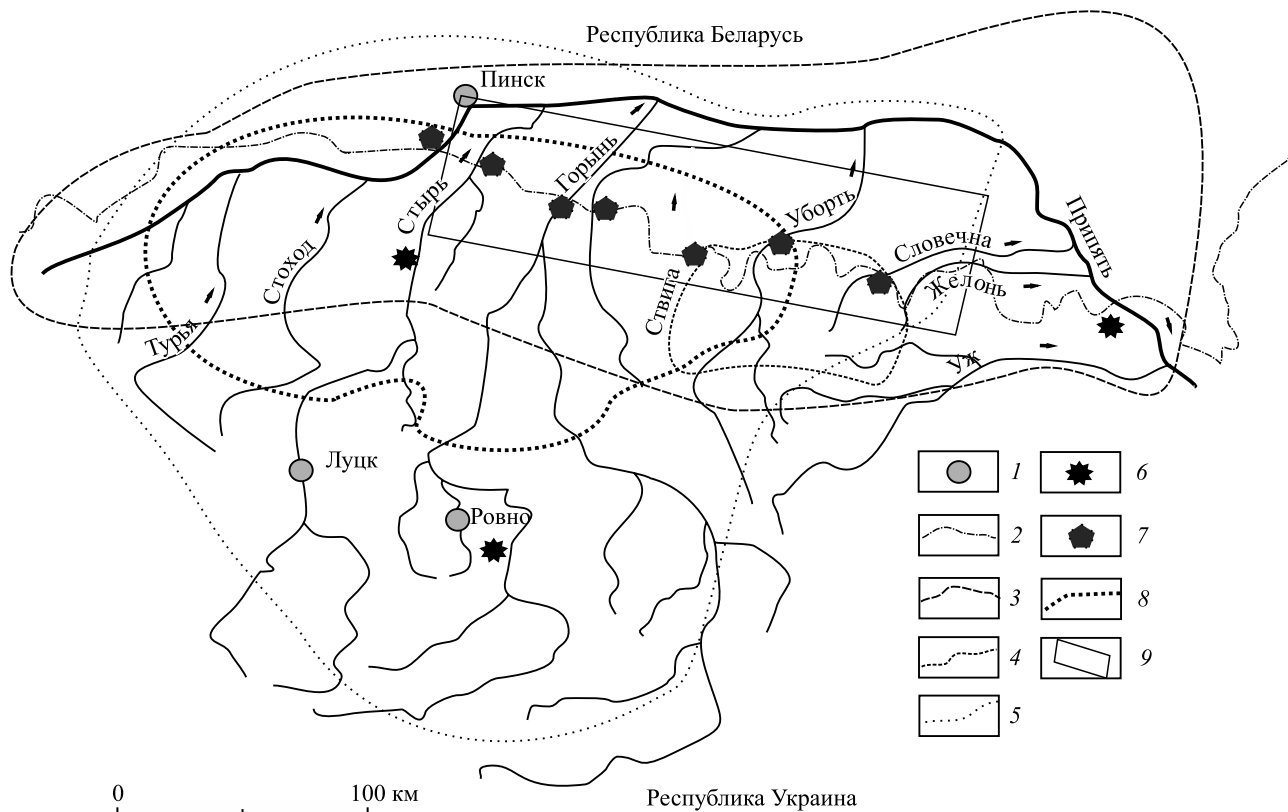 Республика Беларусь
Пинск
Стырь
Горынь
Уборть
Припять
Словечна
Желонь
Стоход
Ствига
Турья
Уж
Луцк
Ровно
1
6
2
7
3
8
4
9
5
0
100 км
Республика Украина